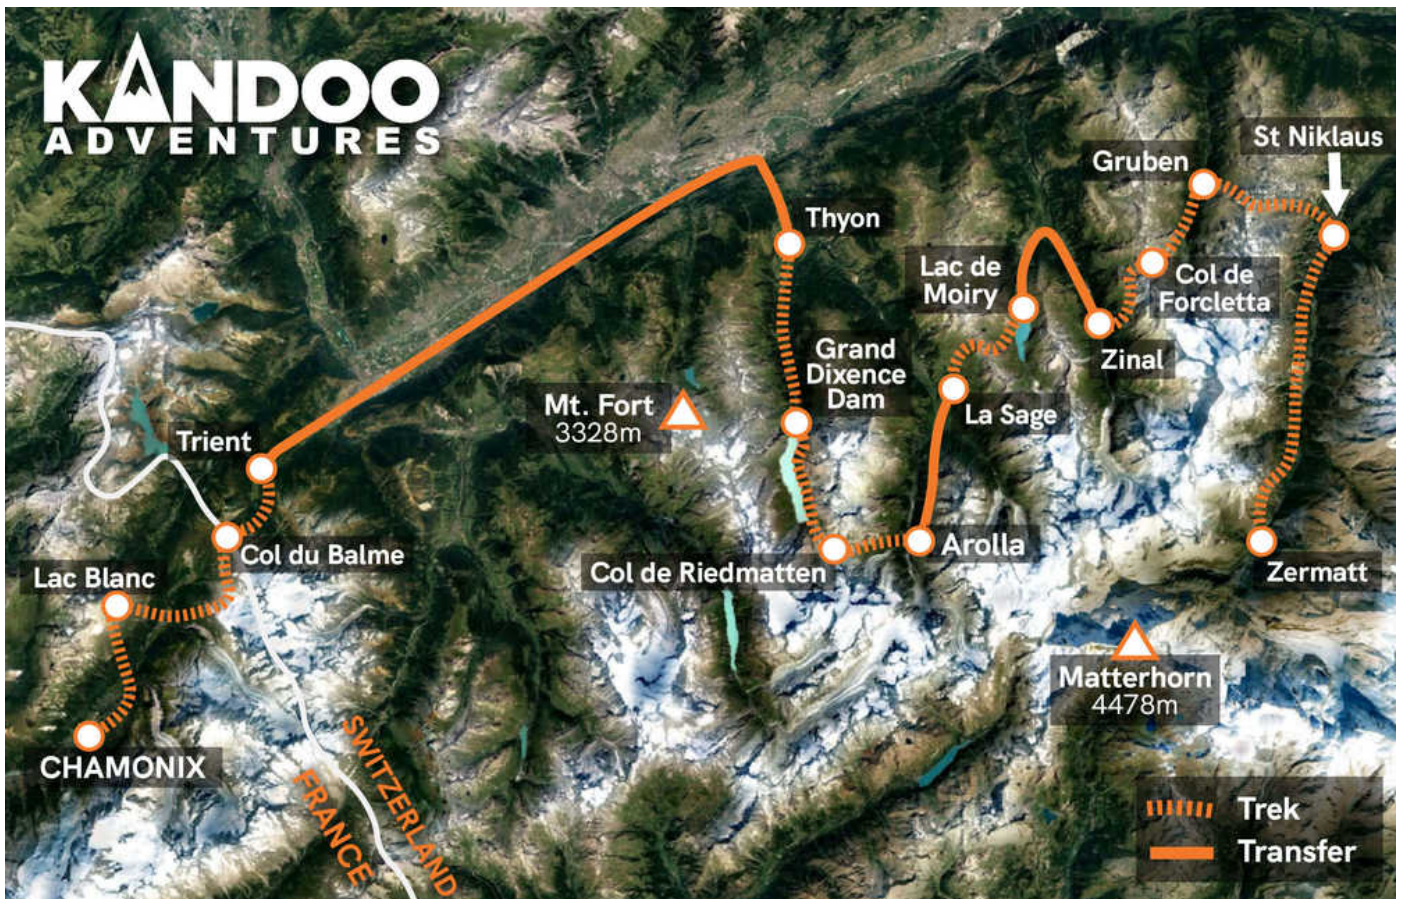 KANDOO
ADVENTURES
St Niklaus
Gruben
Thyon
Lac de
Moiry
Col de
Forcletta
Zinal
Grand
Dixence
Dam
Mt. Fort
3328m
La Sage
Trient
Col du Balme
Arolla
Lac Blanc
Col de Riedmatten
Zermatt
Matterhorn
4478m
CHAMONIX
SWITZERLAND
FRANCE
Trek
Transfer